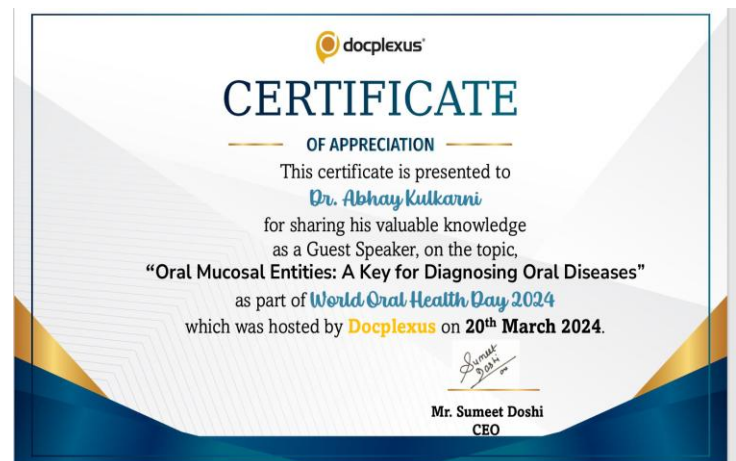 docplexus
CERTIFICATE
OF APPRECIATION
This certificate is presented to
Dr. Abhay Kulkarni
for sharing his valuable knowledge
as a Guest Speaker, on the topic,
“Oral Mucosal Entities: A Key for Diagnosing Oral Diseases”
as part of World Oral Health Day 2024
which was hosted by Docplexus on 20th March 2024.
Sumeet
Doshi
Mr. Sumeet Doshi
CEO